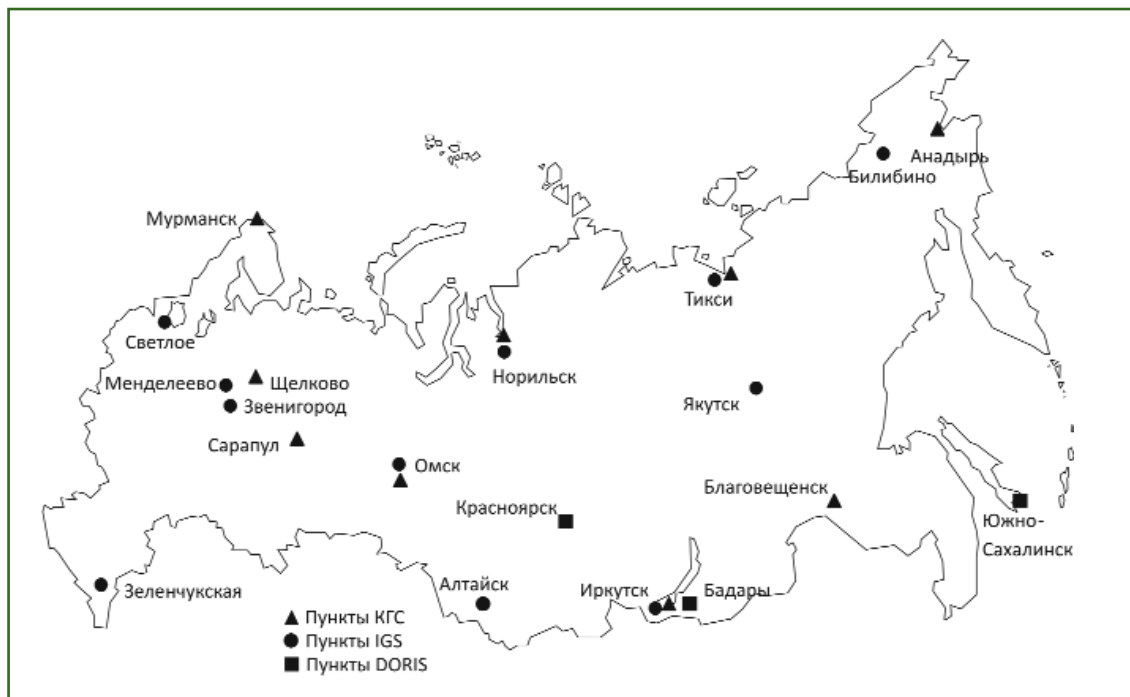 Анадырь
Билибино
Мурманск
Тикси
Светлое
Норильск
Менделеево
Щелково
Якутск
Звенигород
Сарапул
Омск
Благовещенск
Красноярск
Южно-
Сахалинск
Зеленчукская
Алтайск
Иркутск
Бадары
Пункты КГС
Пункты IGS
Пункты DORIS